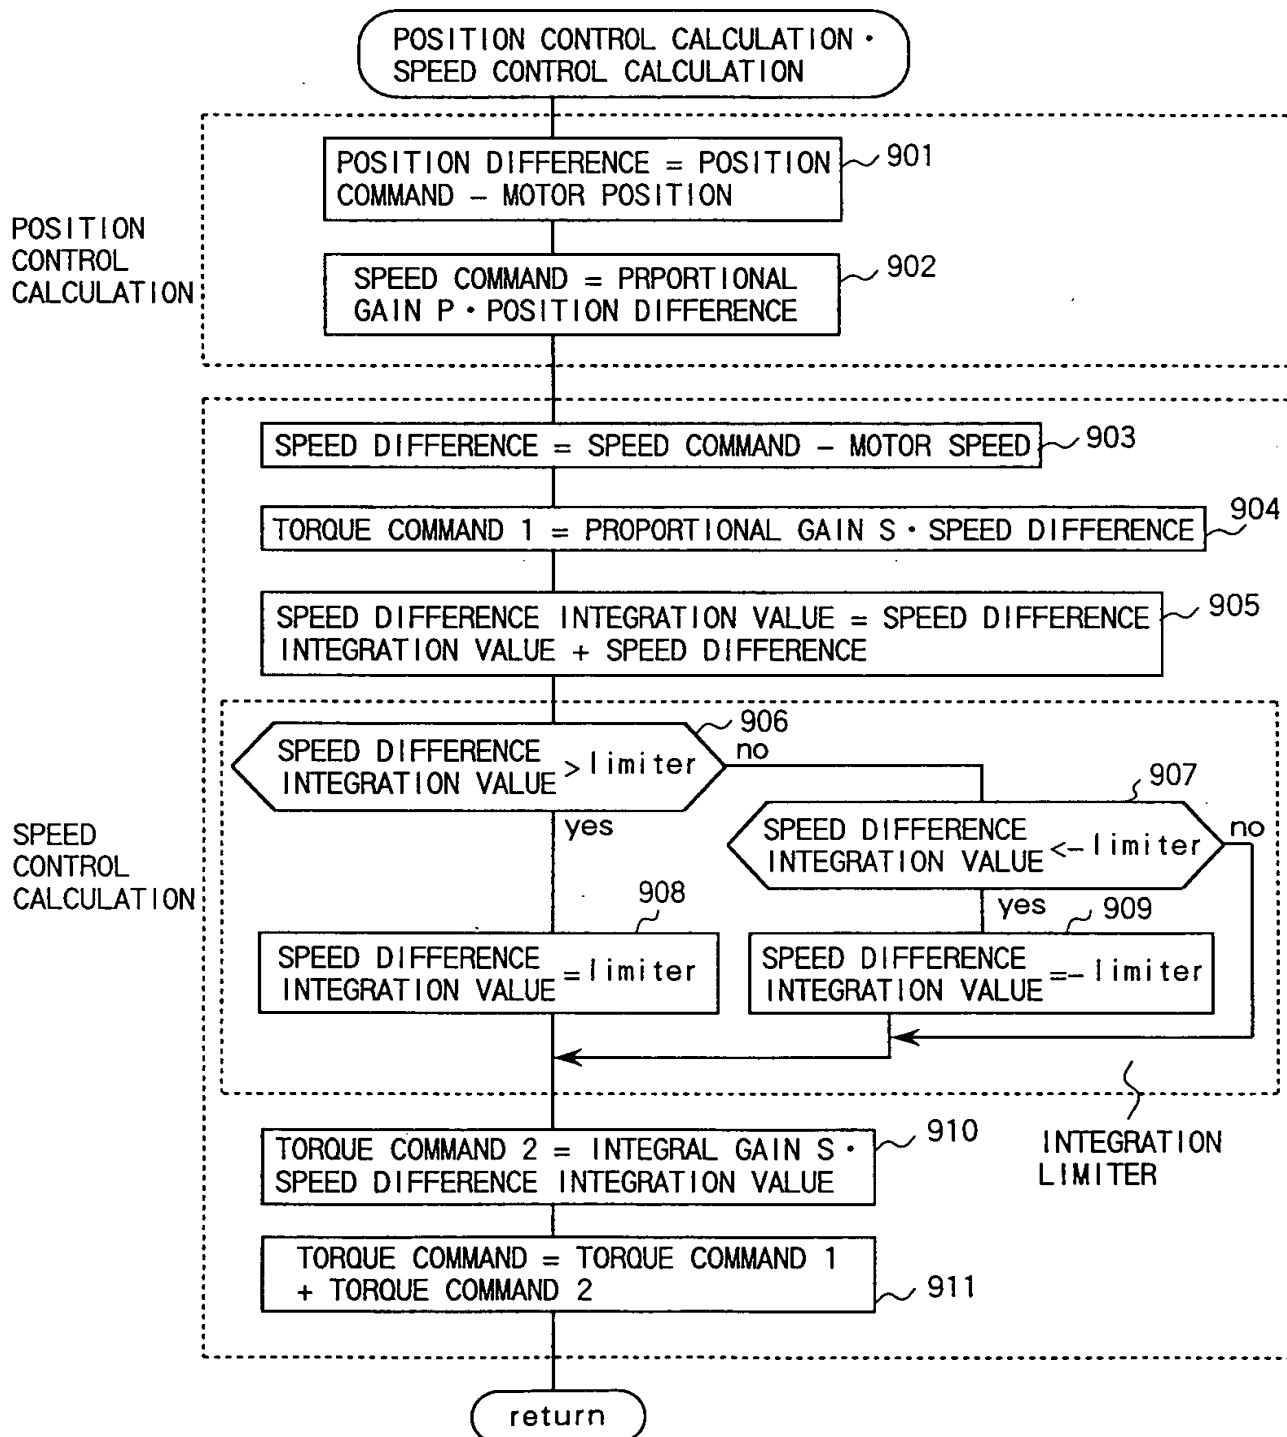 POSITION CONTROL CALCULATION・
SPEED CONTROL CALCULATION
POSITION
CONTROL
CALCULATION
POSITION DIFFERENCE = POSITION
COMMAND - MOTOR POSITION
901
SPEED COMMAND = PRPORTIONAL
GAIN P・POSITION DIFFERENCE
902
SPEED DIFFERENCE = SPEED COMMAND - MOTOR SPEED
903
TORQUE COMMAND 1 = PROPORTIONAL GAIN S・SPEED DIFFERENCE
904
SPEED DIFFERENCE INTEGRATION VALUE = SPEED DIFFERENCE
INTEGRATION VALUE + SPEED DIFFERENCE
905
SPEED
CONTROL
CALCULATION
SPEED DIFFERENCE
INTEGRATION VALUE > limiter
906
no
yes
SPEED DIFFERENCE
INTEGRATION VALUE <- limiter
907
no
yes
SPEED DIFFERENCE
INTEGRATION VALUE = limiter
908
SPEED DIFFERENCE
INTEGRATION VALUE =- limiter
909
INTEGRATION
LIMITER
TORQUE COMMAND 2 = INTEGRAL GAIN S・
SPEED DIFFERENCE INTEGRATION VALUE
910
TORQUE COMMAND = TORQUE COMMAND 1
+ TORQUE COMMAND 2
911
return